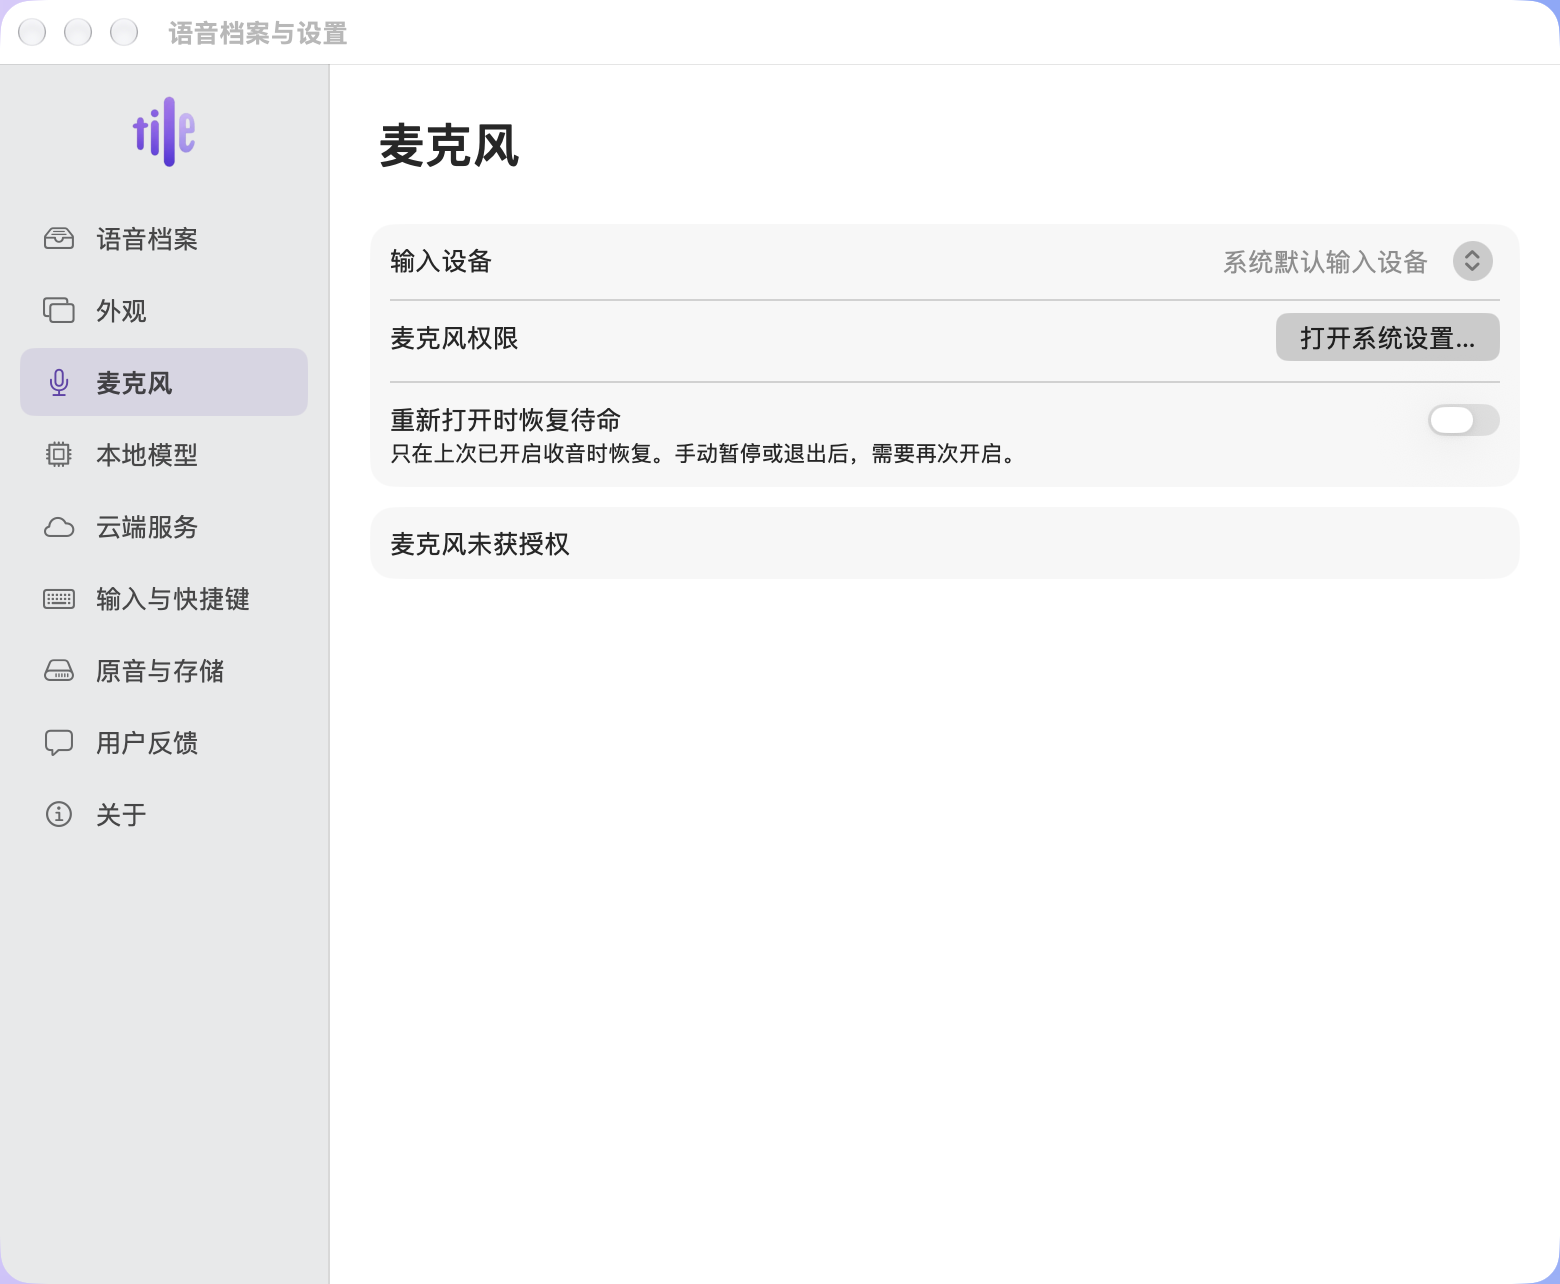 语音档案与设置
tile
语音档案
外观
麦克风
本地模型
云端服务
输入与快捷键
原音与存储
用户反馈
关于
麦克风
输入设备
系统默认输入设备
麦克风权限
打开系统设置...
重新打开时恢复待命
只在上次已开启收音时恢复。手动暂停或退出后，需要再次开启。
麦克风未获授权